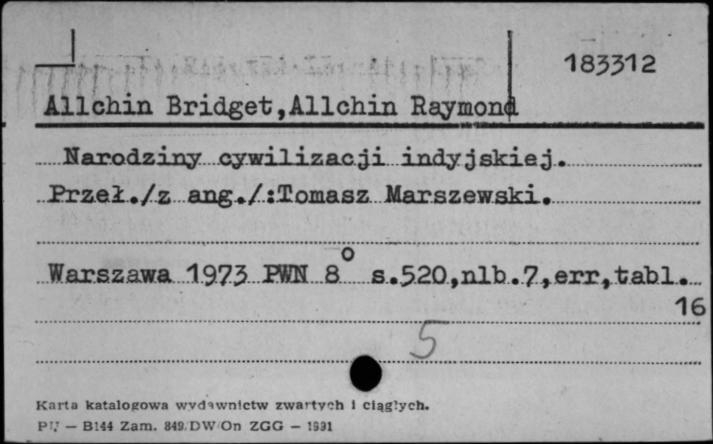 183312
Allchin Bridget,Allchin Raymond
Narodziny cywilizacji indyjskiej.
Przeł./z ang./:Tomasz Marszewski.
Warszawa 1973 PWN 8° s.520,nlb.7,err,tabl.
16
5
Karta katalogowa wydawnictw zwartych i ciągłych.
PU — B144 Zam. 849. DW On ZGG — 1991